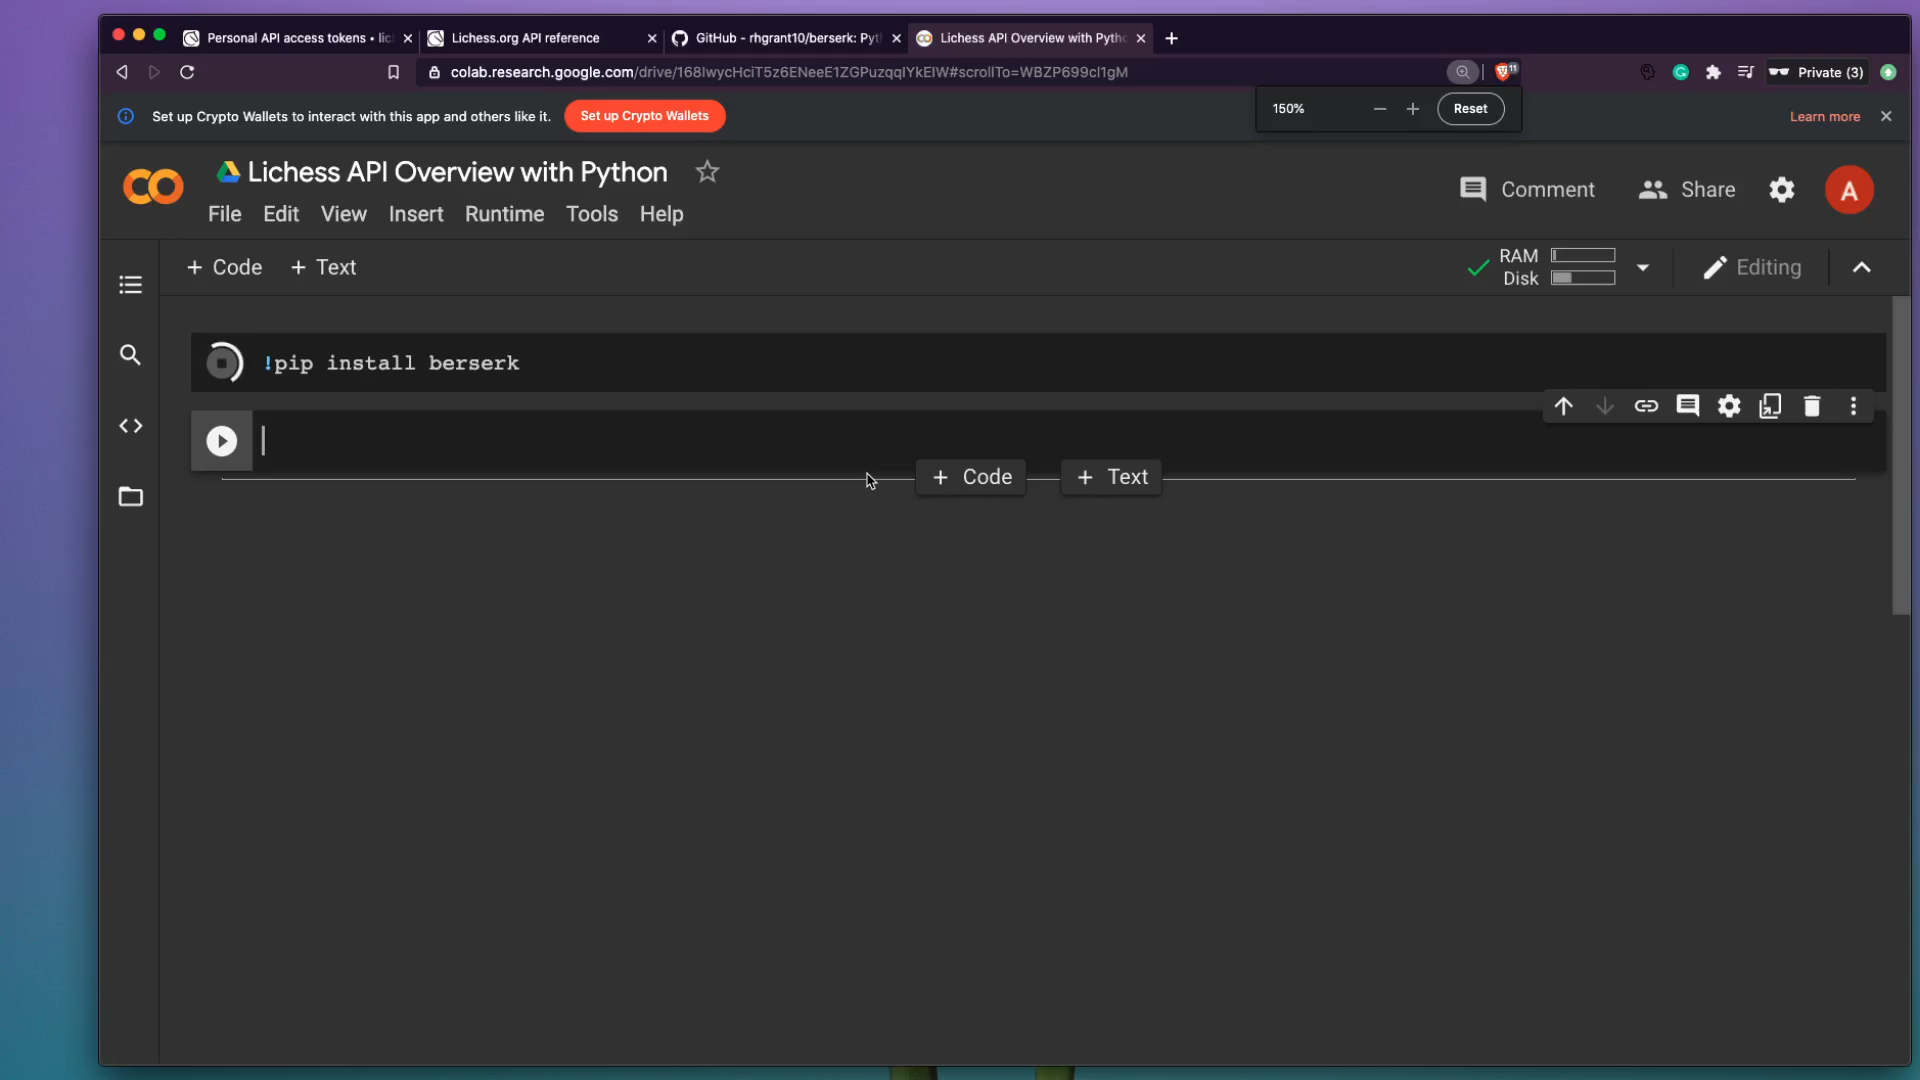 Personal API access tokens • lic
Lichess.org API reference
GitHub - rhgrant10/berserk: Pyt
Lichess API Overview with Pytho
colab.research.google.com/drive/168lwycHciT5z6ENeeE1ZGPuzqqlYkElW#scrollTo=WBZP699cl1gM
11
Private (3)
Set up Crypto Wallets to interact with this app and others like it.
Set up Crypto Wallets
150%
Reset
Learn more
Lichess API Overview with Python
File Edit View Insert Runtime Tools Help
Comment
Share
A
+ Code + Text
RAM
Disk
Editing
!pip install berserk
+ Code
+ Text